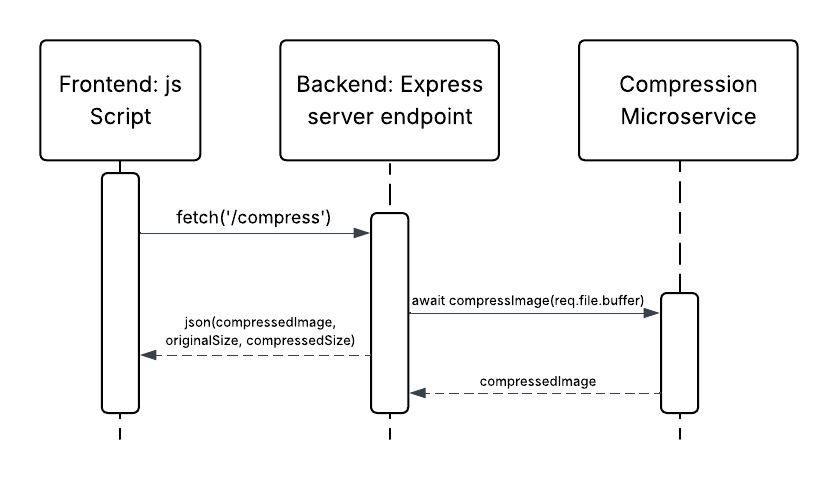 Frontend: js
Script
Backend: Express
server endpoint
Compression
Microservice
fetch('/compress')
await compressImage(req.file.buffer)
json(compressedImage,
originalSize, compressedSize)
compressedImage